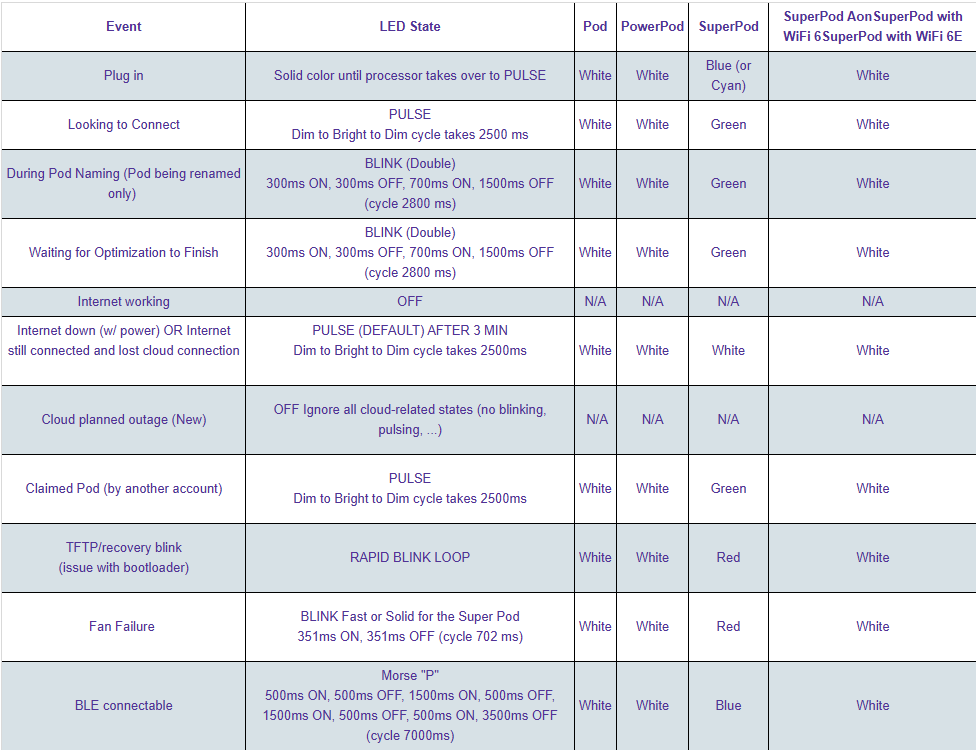 Event LED State Pod PowerPod SuperPod SuperPod AonSuperPod with
WiFi 6SuperPod with WiFi 6E
Plug in Solid color until processor takes over to PULSE White White Blue (or
Cyan) White
Looking to Connect PULSE
Dim to Bright to Dim cycle takes 2500 ms White White Green White
During Pod Naming (Pod being renamed
only) BLINK (Double)
300ms ON, 300ms OFF, 700ms ON, 1500ms OFF
(cycle 2800 ms) White White Green White
Waiting for Optimization to Finish BLINK (Double)
300ms ON, 300ms OFF, 700ms ON, 1500ms OFF
(cycle 2800 ms) White White Green White
Internet working OFF N/A N/A N/A N/A
Internet down (w/ power) OR Internet
still connected and lost cloud connection PULSE (DEFAULT) AFTER 3 MIN
Dim to Bright to Dim cycle takes 2500ms White White White White
Cloud planned outage (New) OFF Ignore all cloud-related states (no blinking,
pulsing, ...) N/A N/A N/A N/A
Claimed Pod (by another account) PULSE
Dim to Bright to Dim cycle takes 2500ms White White Green White
TFTP/recovery blink
(issue with bootloader) RAPID BLINK LOOP White White Red White
Fan Failure BLINK Fast or Solid for the Super Pod
351ms ON, 351ms OFF (cycle 702 ms) White White Red White
BLE connectable Morse "P"
500ms ON, 500ms OFF, 1500ms ON, 500ms OFF,
1500ms ON, 500ms OFF, 500ms ON, 3500ms OFF
(cycle 7000ms) White White Blue White